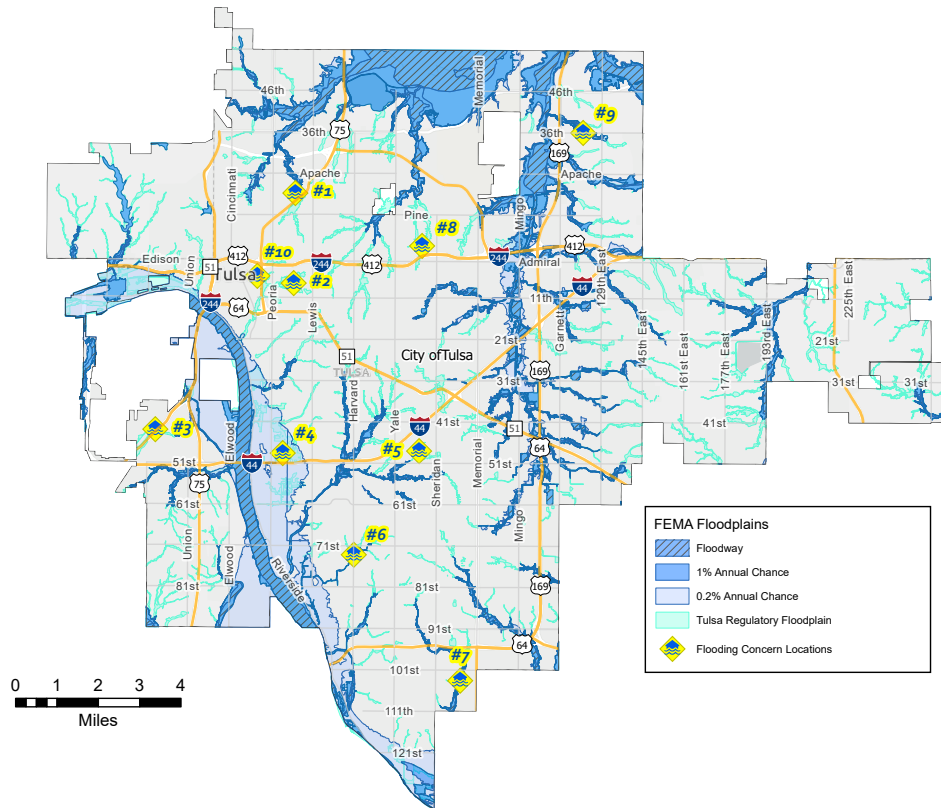 46th
Memorial
46th
#9
75
36th
36th
169
Cincinnati
Apache
#1
Apache
Mingo
Pine
#8
412
#10
412
Edison
51
Tulsa
244
412
244
Admiral
Union
#2
44
129th East
244
64
Peoria
Lewis
11th
Garnett
145th East
161st East
177th East
193rd East
225th East
21st
21st
51
City of Tulsa
TULSA
31st
169
31st
31st
Harvard
Yale
44
41st
41st
#3
Elwood
#4
#5
51
64
51st
44
Sheridan
Memorial
51st
75
61st
61st
Mingo
#6
71st
Union
Elwood
Riverside
81st
81st
169
91st
64
#7
101st
111th
121st
FEMA Floodplains
Floodway
1% Annual Chance
0.2% Annual Chance
Tulsa Regulatory Floodplain
Flooding Concern Locations
0 1 2 3 4
Miles